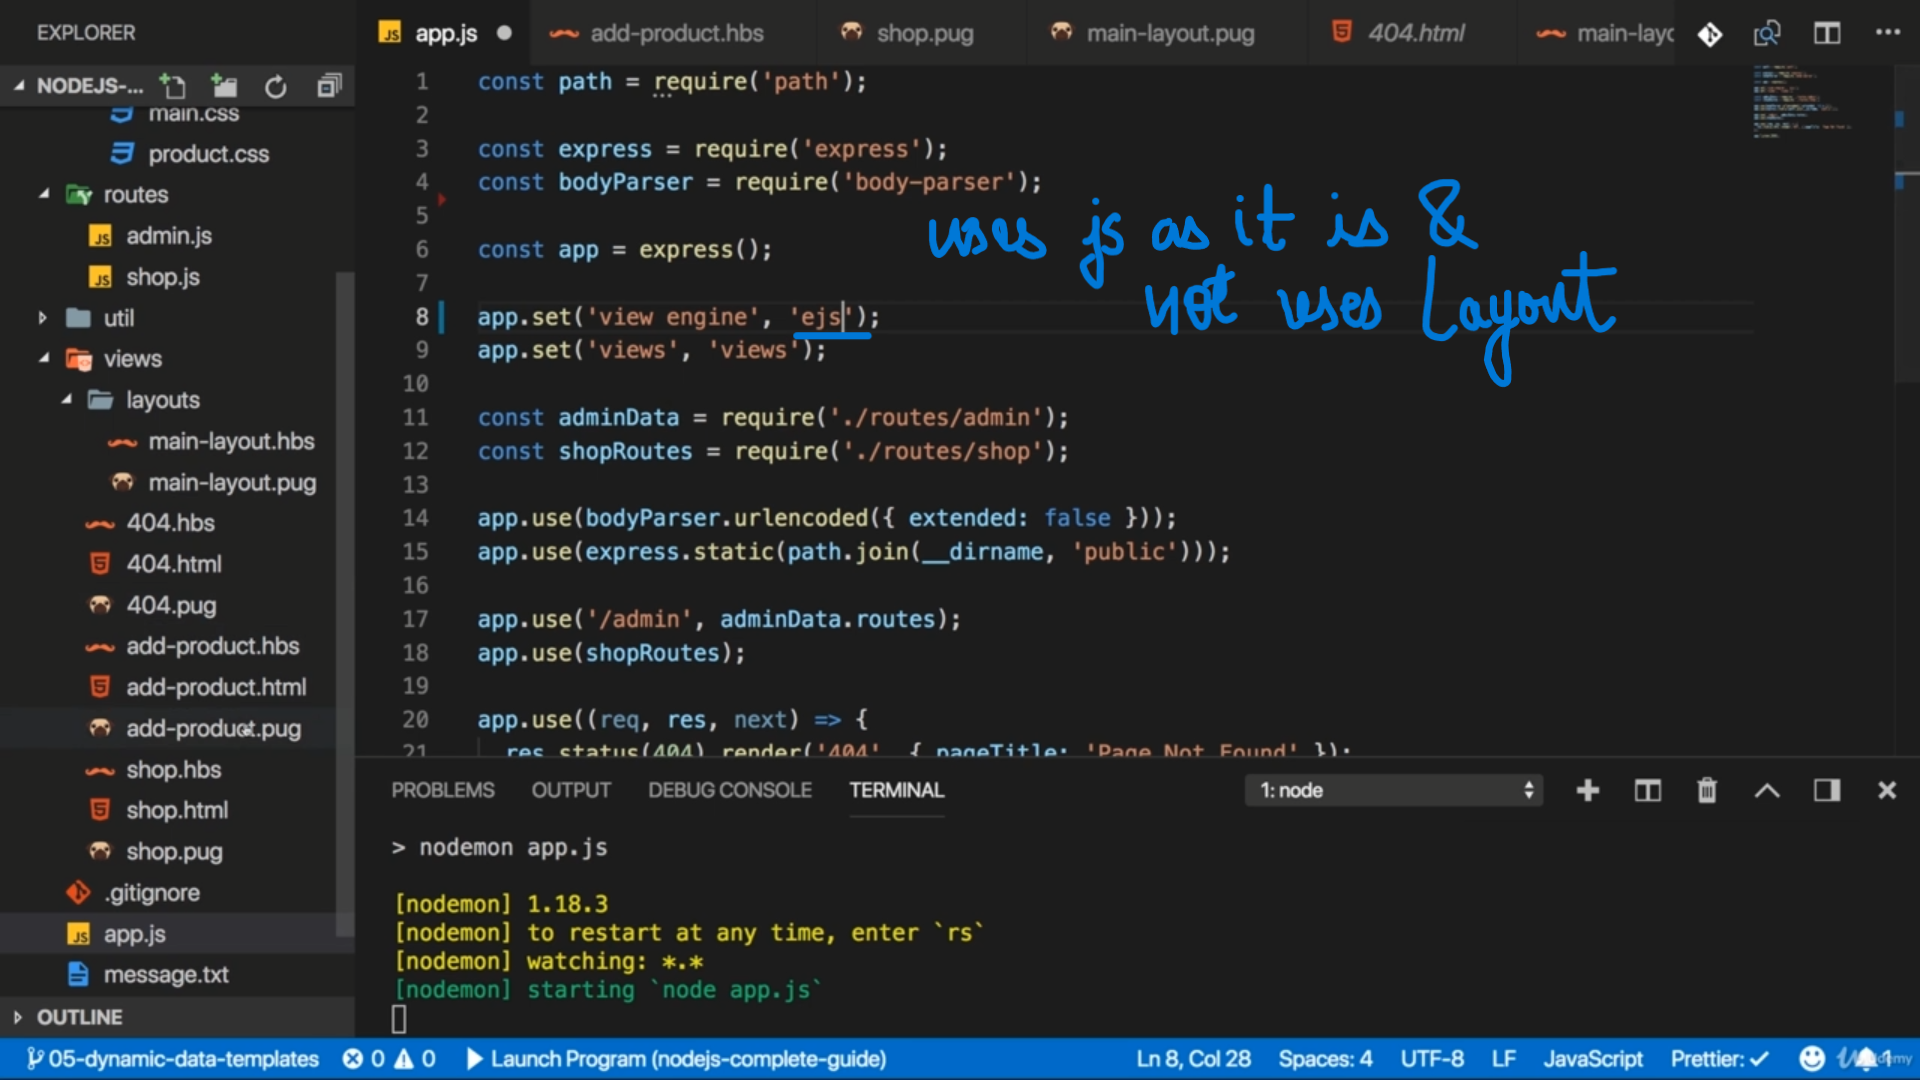 EXPLORER
NODEJS-...
main.css
product.css
routes
admin.js
shop.js
util
views
layouts
main-layout.hbs
main-layout.pug
404.hbs
404.html
404.pug
add-product.hbs
add-product.html
add-product.pug
shop.hbs
shop.html
shop.pug
.gitignore
app.js
message.txt
OUTLINE
app.js
add-product.hbs
shop.pug
main-layout.pug
404.html
main-layo
1 const path = require('path');
2
3 const express = require('express');
4 const bodyParser = require('body-parser');
5
6 const app = express();
7
8 app.set('view engine', 'ejs');
9 app.set('views', 'views');
10
11 const adminData = require('./routes/admin');
12 const shopRoutes = require('./routes/shop');
13
14 app.use(bodyParser.urlencoded({ extended: false }));
15 app.use(express.static(path.join(__dirname, 'public')));
16
17 app.use('/admin', adminData.routes);
18 app.use(shopRoutes);
19
20 app.use((req, res, next) => {
21 res.status(404).render('404', { pageTitle: 'Page Not Found' });
uses js as it is &
not uses Layout
PROBLEMS OUTPUT DEBUG CONSOLE TERMINAL 1: node
> nodemon app.js
[nodemon] 1.18.3
[nodemon] to restart at any time, enter `rs`
[nodemon] watching: *.*
[nodemon] starting `node app.js`
05-dynamic-data-templates 0 0 Launch Program (nodejs-complete-guide) Ln 8, Col 28 Spaces: 4 UTF-8 LF JavaScript Prettier: ✓ 1